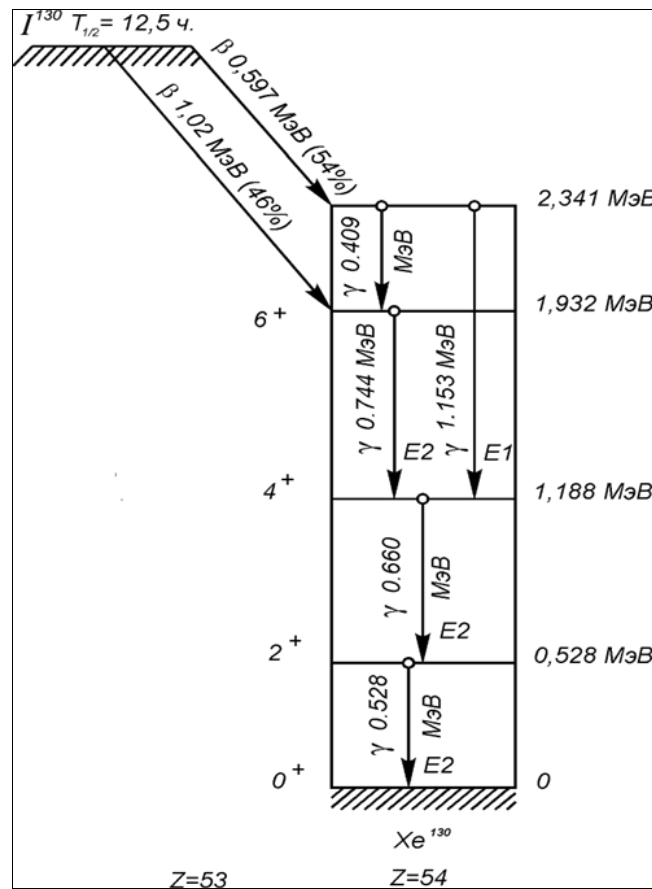 I¹³⁰ T₁/₂= 12,5 ч.
β 0,597 МэВ (54%)
β 1,02 МэВ (46%)
2,341 МэВ
γ 0.409 МэВ
6⁺
1,932 МэВ
γ 0.744 МэВ
E2
γ 1.153 МэВ
E1
4⁺
1,188 МэВ
γ 0.660 МэВ
E2
2⁺
0,528 МэВ
γ 0.528 МэВ
E2
0⁺
0
Xe¹³⁰
Z=53 Z=54